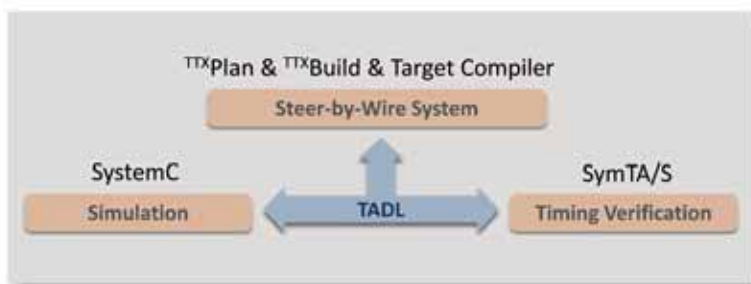 TTXPlan & TTXBuild & Target Compiler
Steer-by-Wire System
SystemC
SymTA/S
Simulation
TADL
Timing Verification